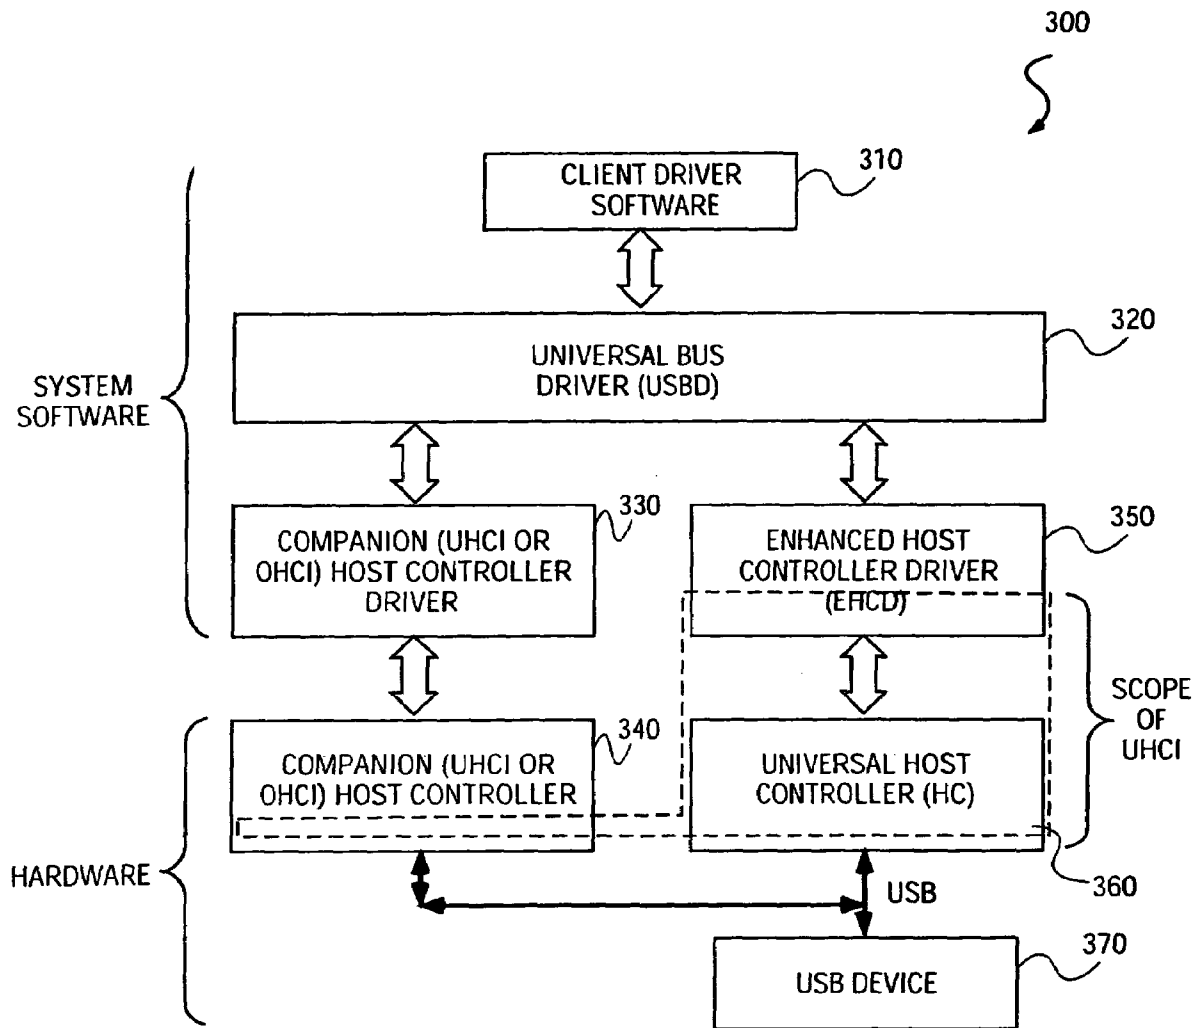 300
CLIENT DRIVER
SOFTWARE
310
UNIVERSAL BUS
DRIVER (USBD)
320
SYSTEM
SOFTWARE
COMPANION (UHCI OR
OHCI) HOST CONTROLLER
DRIVER
330
ENHANCED HOST
CONTROLLER DRIVER
(EHCD)
350
SCOPE
OF
UHCI
COMPANION (UHCI OR
OHCI) HOST CONTROLLER
340
UNIVERSAL HOST
CONTROLLER (HC)
360
HARDWARE
USB
USB DEVICE
370